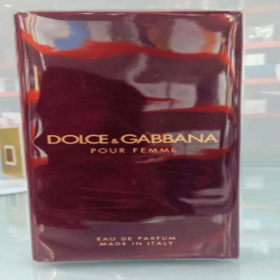 DOLCE & GABBANA
POUR FEMME
EAU DE PARFUM
MADE IN ITALY